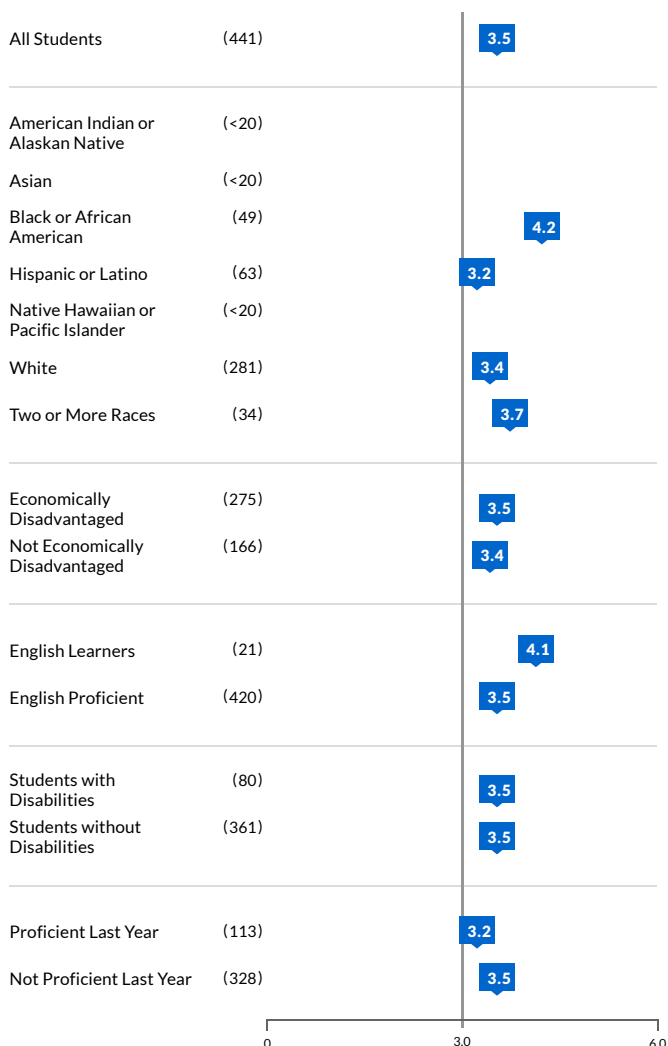 All Students (441) 3.5
American Indian or (<20)
Alaskan Native
Asian (<20)
Black or African (49) 4.2
American
Hispanic or Latino (63) 3.2
Native Hawaiian or (<20)
Pacific Islander
White (281) 3.4
Two or More Races (34) 3.7
Economically (275) 3.5
Disadvantaged
Not Economically (166) 3.4
Disadvantaged
English Learners (21) 4.1
English Proficient (420) 3.5
Students with (80) 3.5
Disabilities
Students without (361) 3.5
Disabilities
Proficient Last Year (113) 3.2
Not Proficient Last Year (328) 3.5
0 3.0 6.0